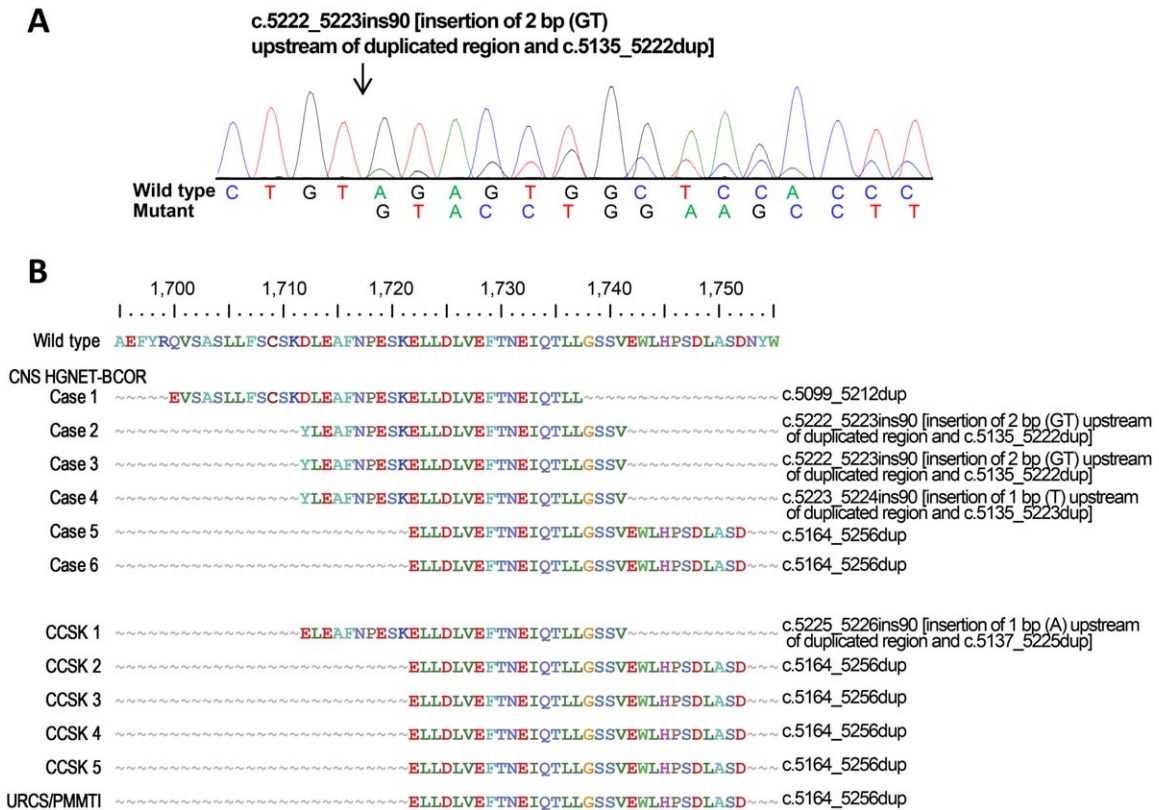 A
c.5222_5223ins90 [insertion of 2 bp (GT)
upstream of duplicated region and c.5135_5222dup]
Wild type C T G T A G A G T G G C T C C A C C C
Mutant G T A C C T G G A A G C C T T
B
1,700 1,710 1,720 1,730 1,740 1,750
Wild type AEFYRQVSASLLFSCSKDLEAFNPESKELLDLVEFTNEIQTLLGSSVEWLHPSDLASDNYW
CNS HGNET-BCOR
Case 1 ~~~~~EVSASLLFSCSKDLEAFNPESKELLDLVEFTNEIQTLL~~~~~~~~~~~~~~~~~~ c.5099_5212dup
Case 2 ~~~~~~~~~~~~~~~~~YLEAFNPESKELLDLVEFTNEIQTLLGSSV~~~~~~~~~~~~~~ c.5222_5223ins90 [insertion of 2 bp (GT) upstream
of duplicated region and c.5135_5222dup]
Case 3 ~~~~~~~~~~~~~~~~~YLEAFNPESKELLDLVEFTNEIQTLLGSSV~~~~~~~~~~~~~~ c.5222_5223ins90 [insertion of 2 bp (GT) upstream
of duplicated region and c.5135_5222dup]
Case 4 ~~~~~~~~~~~~~~~~~YLEAFNPESKELLDLVEFTNEIQTLLGSSV~~~~~~~~~~~~~~ c.5223_5224ins90 [insertion of 1 bp (T) upstream
of duplicated region and c.5135_5223dup]
Case 5 ~~~~~~~~~~~~~~~~~~~~~~~~~~~ELLDLVEFTNEIQTLLGSSVEWLHPSDLASD~~~ c.5164_5256dup
Case 6 ~~~~~~~~~~~~~~~~~~~~~~~~~~~ELLDLVEFTNEIQTLLGSSVEWLHPSDLASD~~~ c.5164_5256dup
CCSK 1 ~~~~~~~~~~~~~~~~~ELEAFNPESKELLDLVEFTNEIQTLLGSSV~~~~~~~~~~~~~~ c.5225_5226ins90 [insertion of 1 bp (A) upstream
of duplicated region and c.5137_5225dup]
CCSK 2 ~~~~~~~~~~~~~~~~~~~~~~~~~~~ELLDLVEFTNEIQTLLGSSVEWLHPSDLASD~~~ c.5164_5256dup
CCSK 3 ~~~~~~~~~~~~~~~~~~~~~~~~~~~ELLDLVEFTNEIQTLLGSSVEWLHPSDLASD~~~ c.5164_5256dup
CCSK 4 ~~~~~~~~~~~~~~~~~~~~~~~~~~~ELLDLVEFTNEIQTLLGSSVEWLHPSDLASD~~~ c.5164_5256dup
CCSK 5 ~~~~~~~~~~~~~~~~~~~~~~~~~~~ELLDLVEFTNEIQTLLGSSVEWLHPSDLASD~~~ c.5164_5256dup
URCS/PMMTI ~~~~~~~~~~~~~~~~~~~~~~~~~~~ELLDLVEFTNEIQTLLGSSVEWLHPSDLASD~~~ c.5164_5256dup